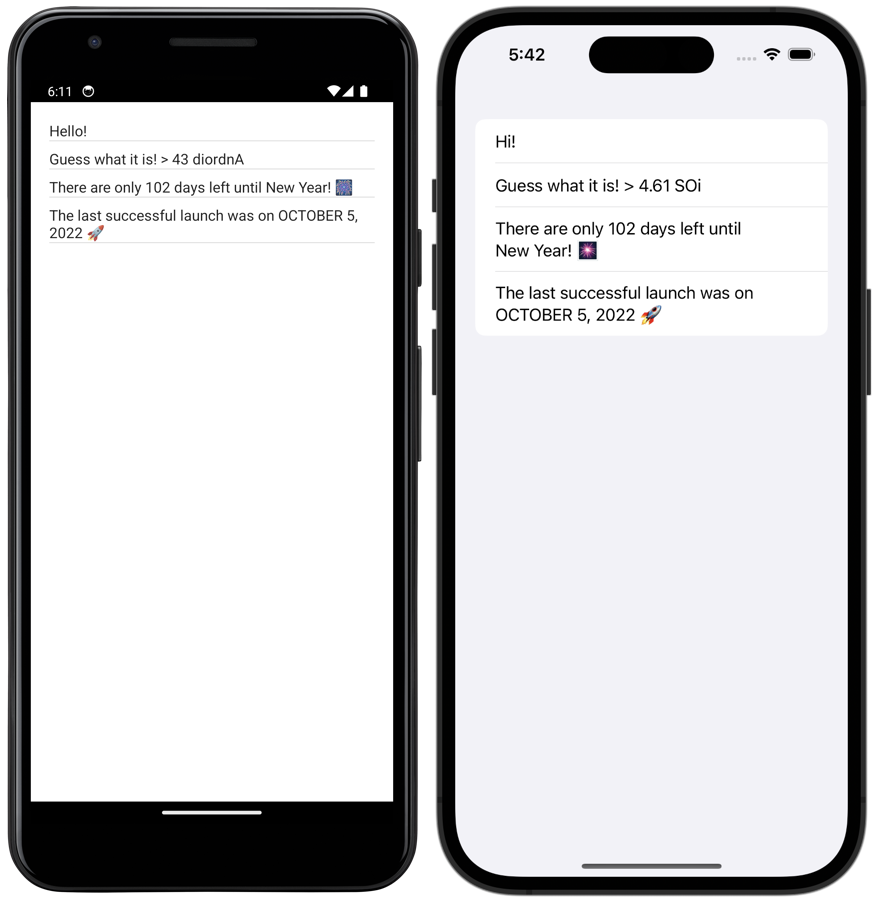 6:11
Hello!
Guess what it is! > 43 diordnA
There are only 102 days left until New Year! 🎆
The last successful launch was on OCTOBER 5,
2022 🚀
5:42
Hi!
Guess what it is! > 4.61 SOi
There are only 102 days left until
New Year! 🎆
The last successful launch was on
OCTOBER 5, 2022 🚀